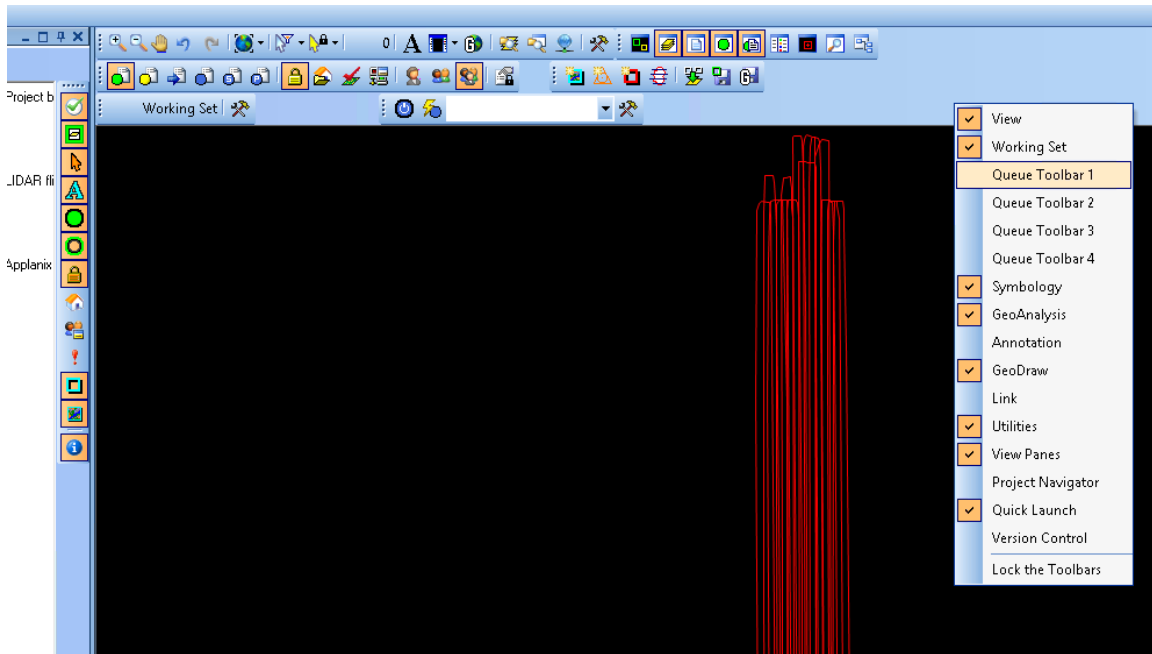 0
A
Project b
Working Set
LIDAR fli
Applanix
View
Working Set
Queue Toolbar 1
Queue Toolbar 2
Queue Toolbar 3
Queue Toolbar 4
Symbology
GeoAnalysis
Annotation
GeoDraw
Link
Utilities
View Panes
Project Navigator
Quick Launch
Version Control
Lock the Toolbars